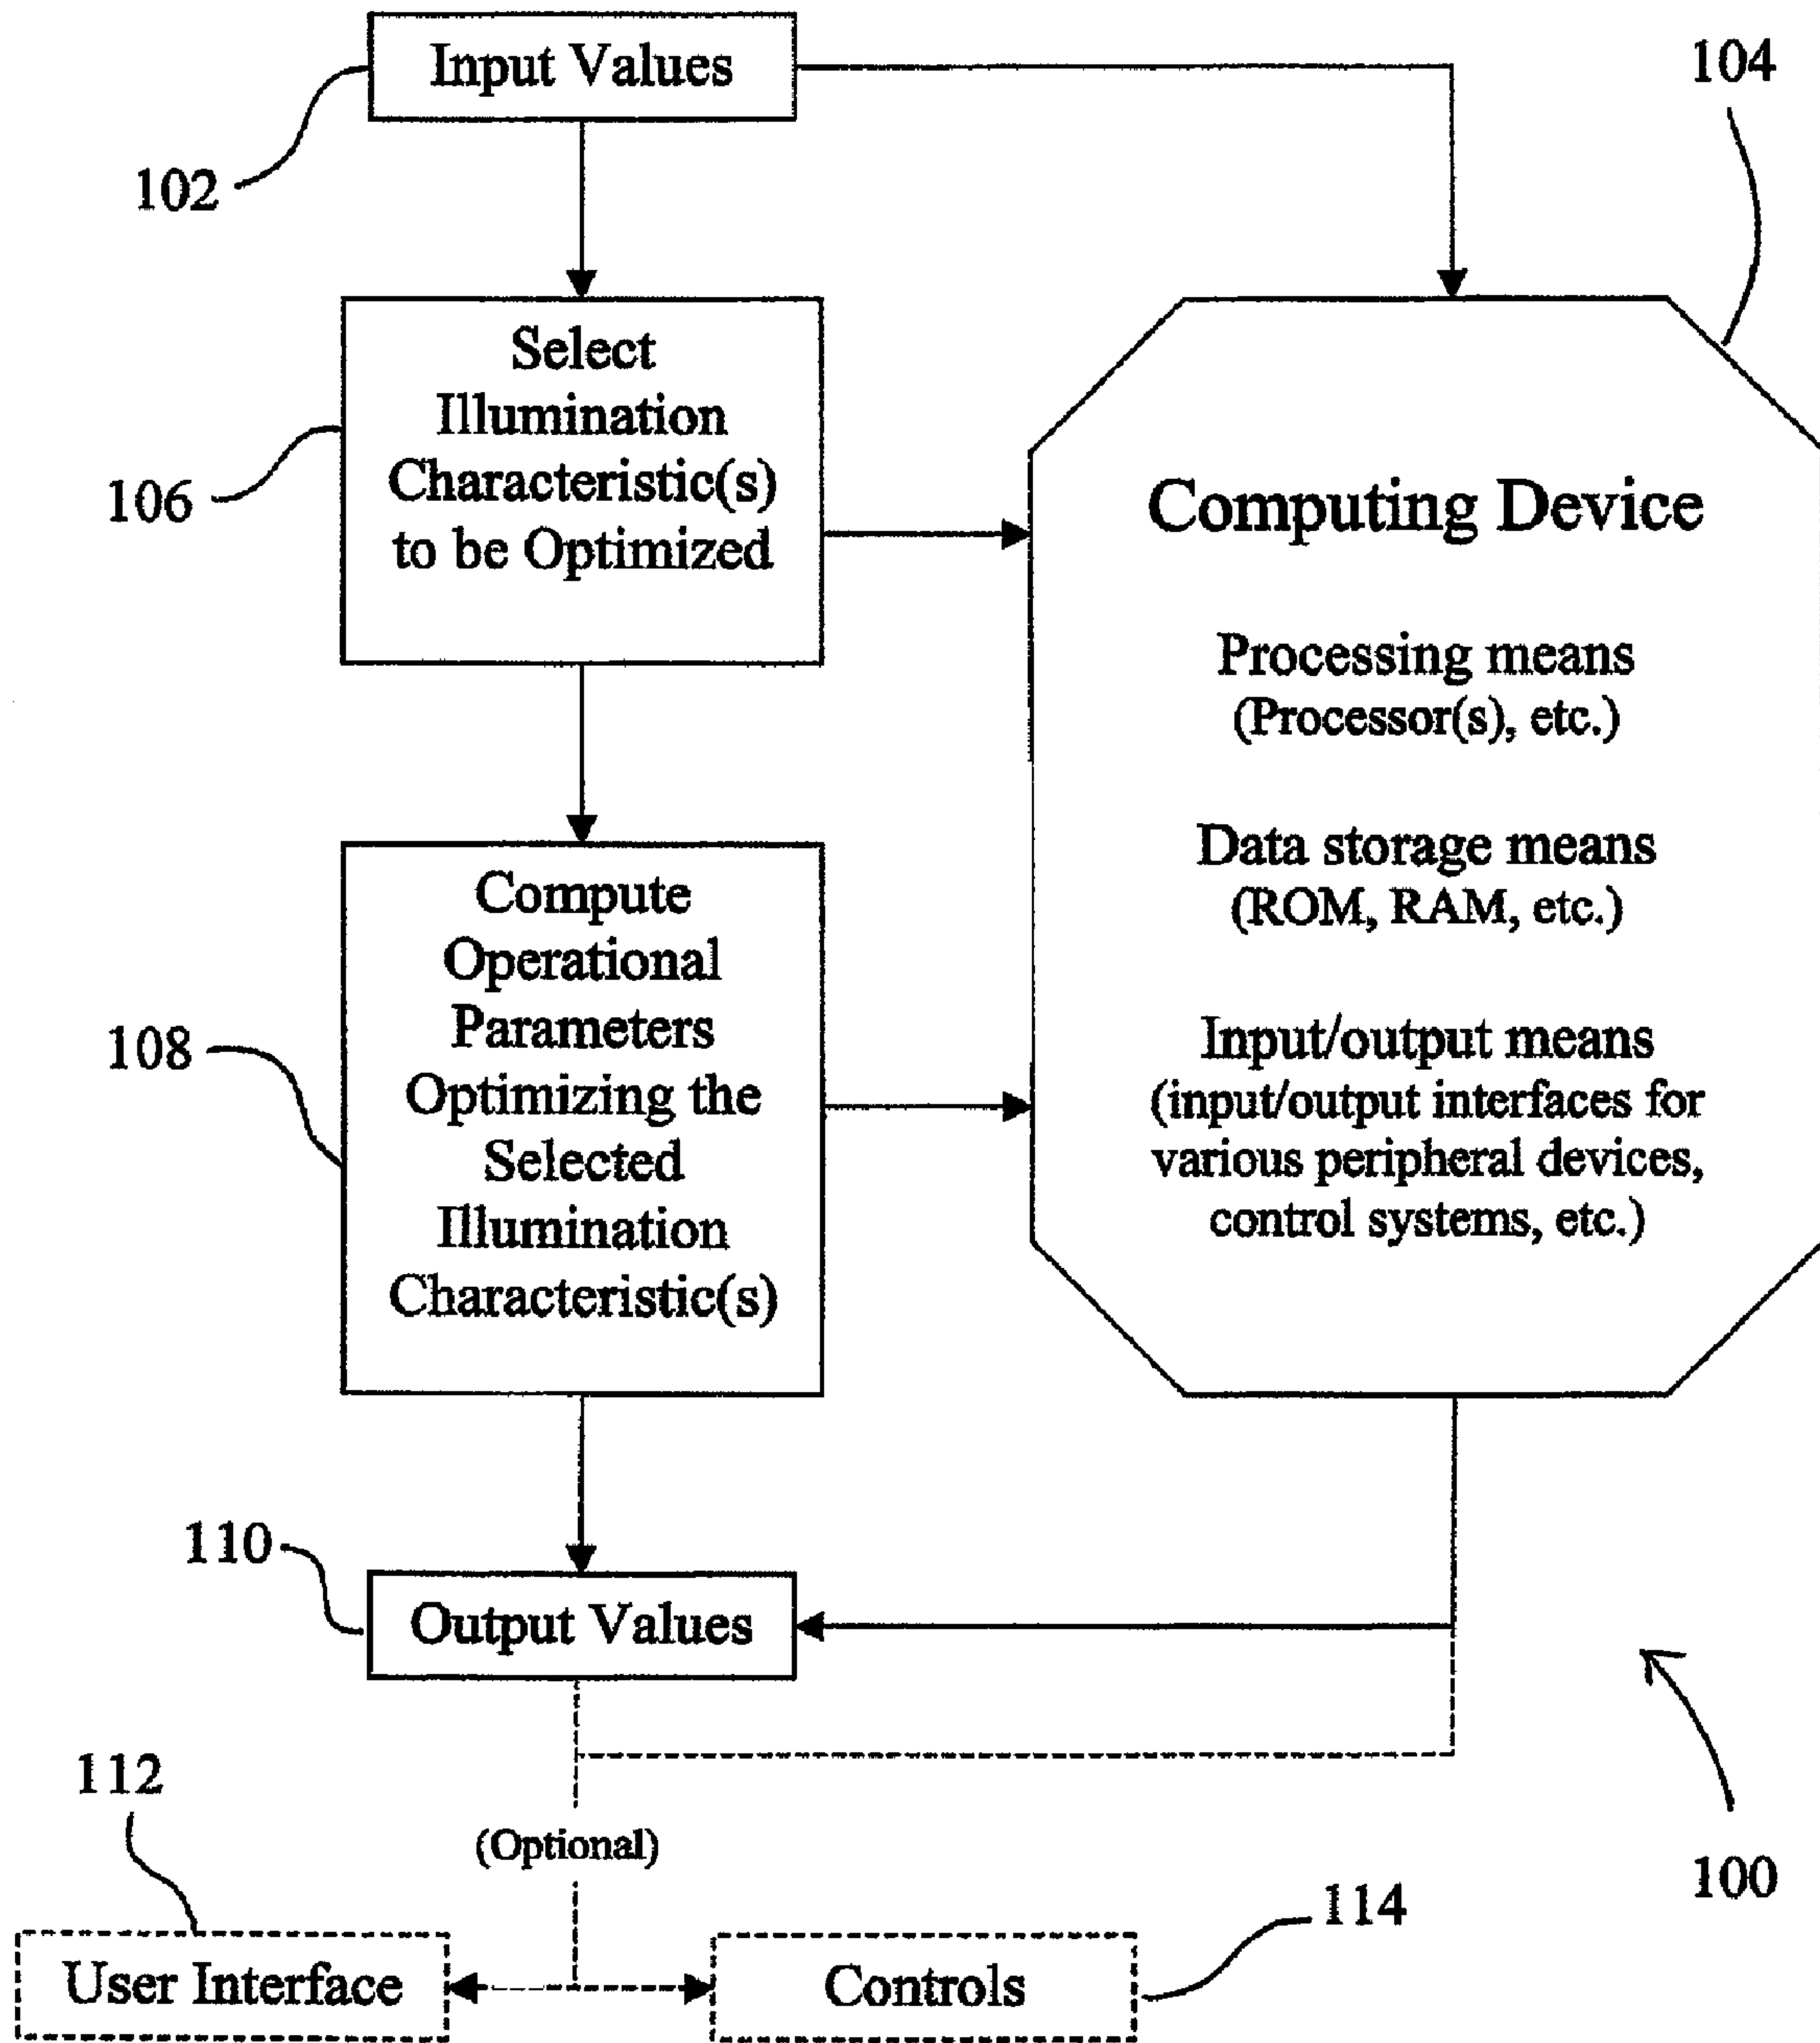 Input Values
102
104
Select
Illumination
Characteristic(s)
to be Optimized
106
Computing Device
Processing means
(Processor(s), etc.)
Data storage means
(ROM, RAM, etc.)
Input/output means
(input/output interfaces for
various peripheral devices,
control systems, etc.)
Compute
Operational
Parameters
Optimizing the
Selected
Illumination
Characteristic(s)
108
110
Output Values
112
(Optional)
100
114
User Interface
Controls